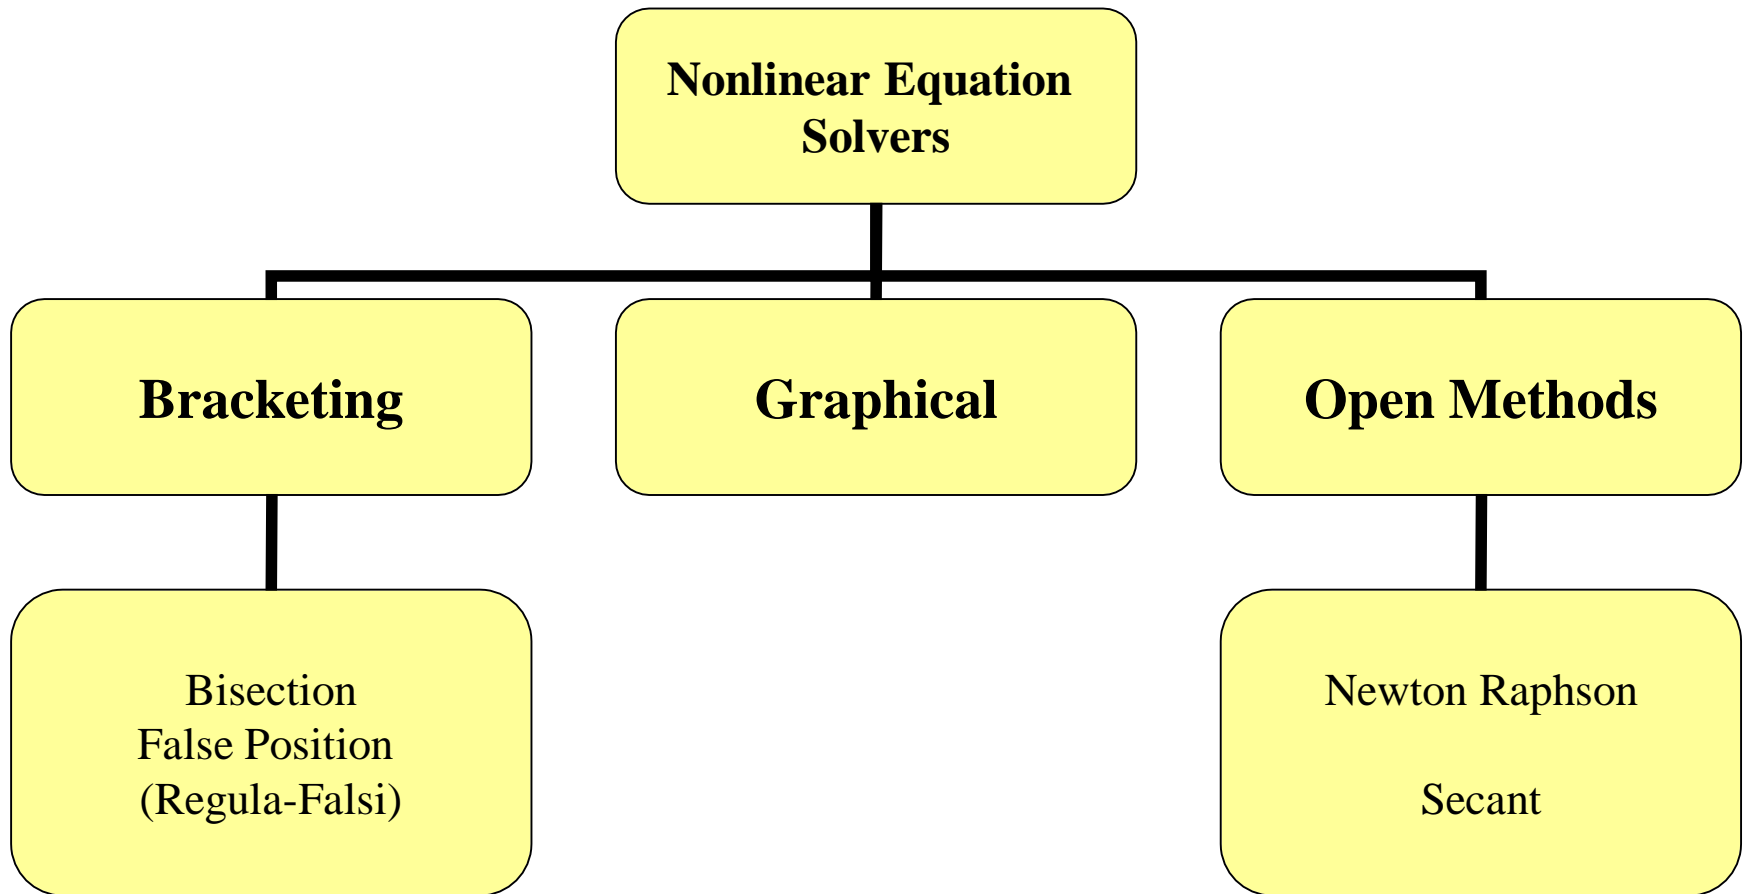 Nonlinear Equation
Solvers
Bracketing
Graphical
Open Methods
Bisection
False Position
(Regula-Falsi)
Newton Raphson
Secant